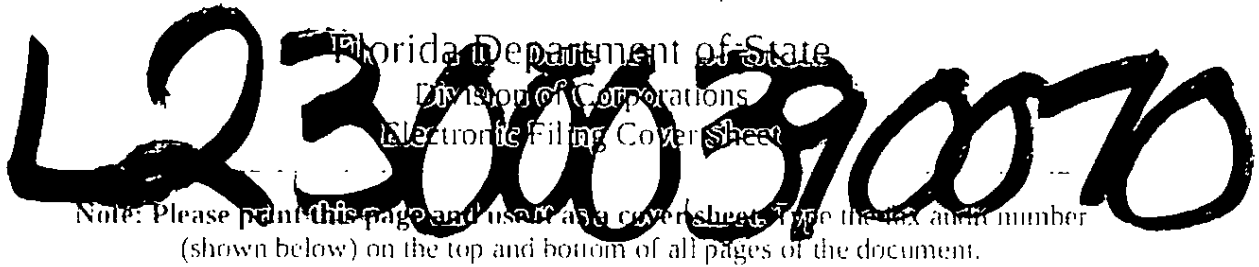 L23000390070
Florida Department of State
Division of Corporations
Electronic Filing Cover Sheet
Note: Please print this page and use it as a cover sheet. Type the fax audit number
(shown below) on the top and bottom of all pages of the document.